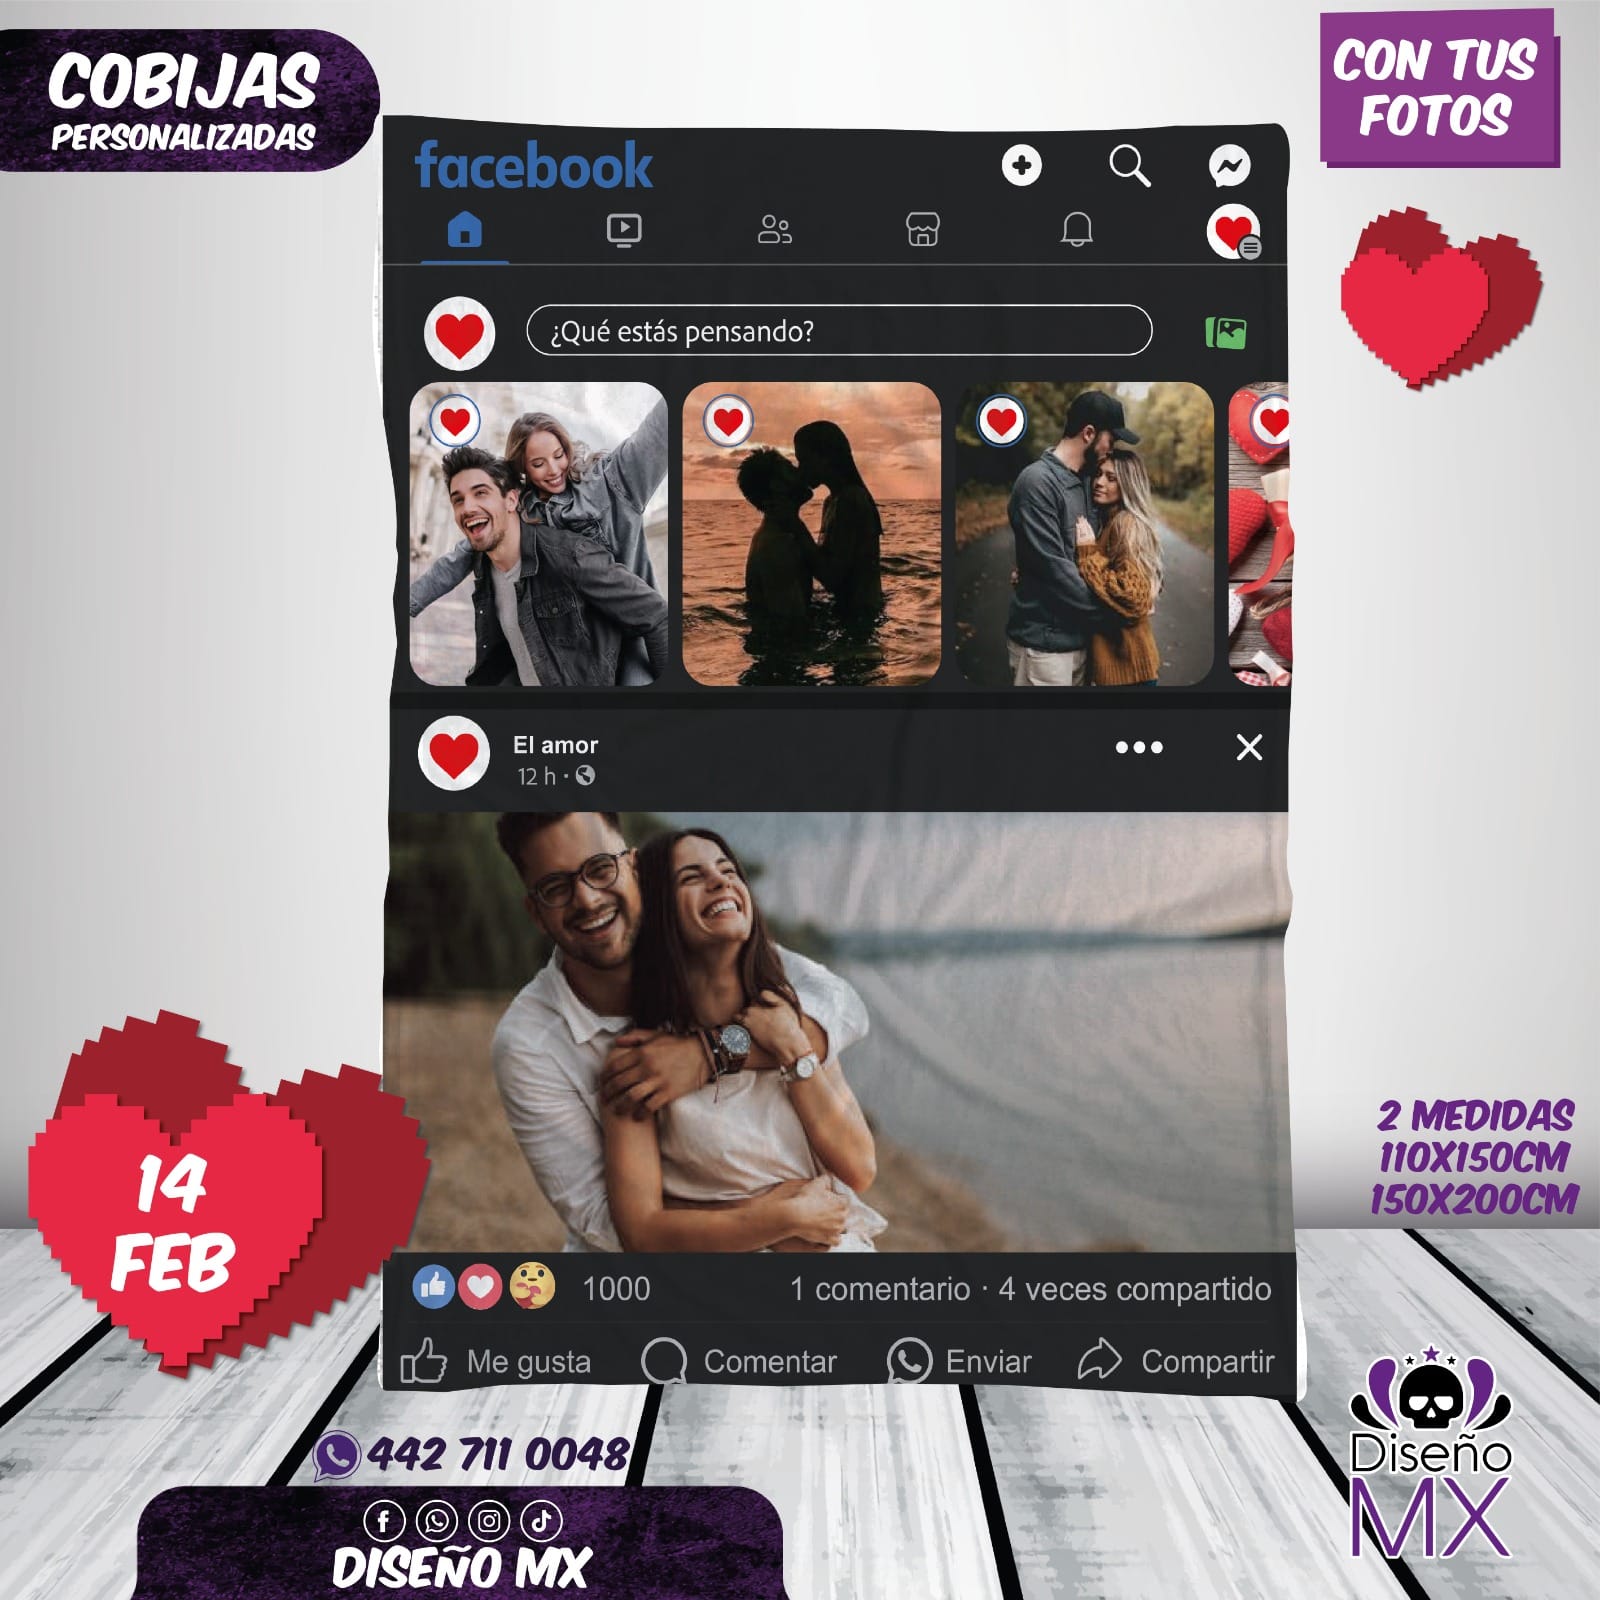 COBIJAS
PERSONALIZADAS
CON TUS
FOTOS
facebook
¿Qué estás pensando?
El amor
12 h ·
14
FEB
2 MEDIDAS
110X150CM
150X200CM
1000
1 comentario · 4 veces compartido
Me gusta
Comentar
Enviar
Compartir
442 711 0048
DISEÑO MX
Diseño
MX